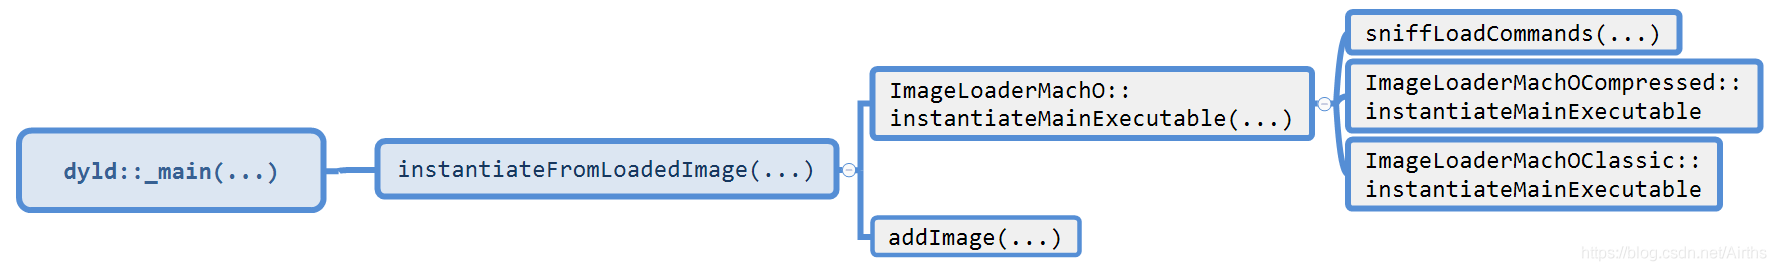 dyld::_main(...)
instantiateFromLoadedImage(...)
ImageLoaderMachO::
instantiateMainExecutable(...)
addImage(...)
sniffLoadCommands(...)
ImageLoaderMachOCompressed::
instantiateMainExecutable
ImageLoaderMachOClassic::
instantiateMainExecutable
https://blog.csdn.net/Airths